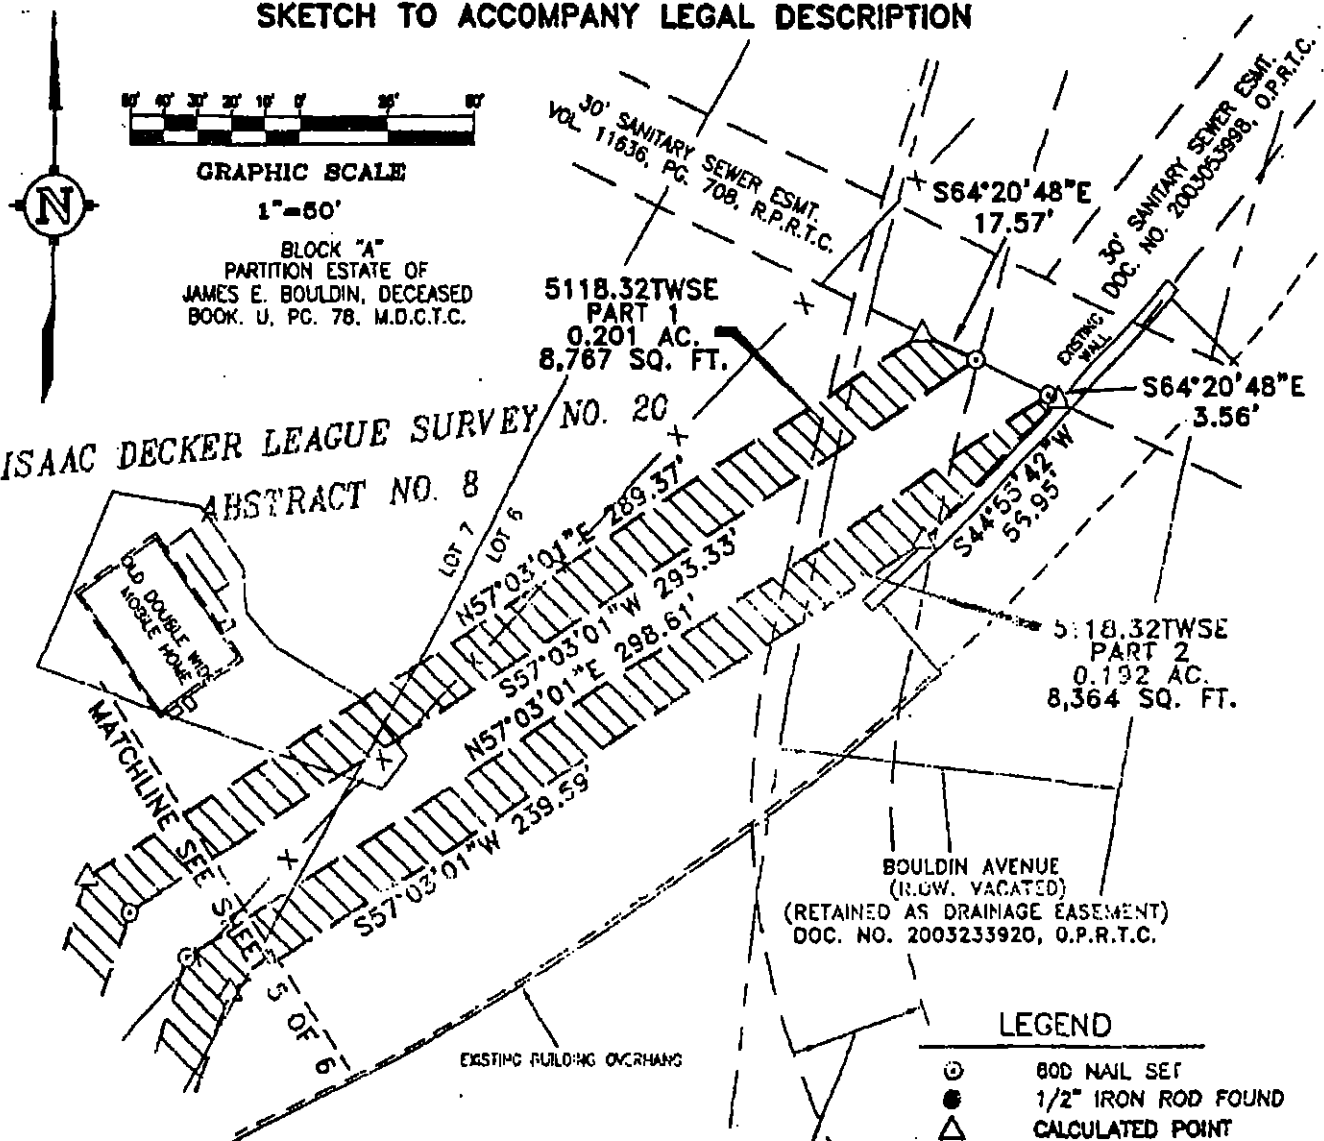 SKETCH TO ACCOMPANY LEGAL DESCRIPTION
40' 30' 20' 10' 0' 25'
GRAPHIC SCALE
1"=50'
N
BLOCK "A"
PARTITION ESTATE OF
JAMES E. BOULDIN, DECEASED
BOOK. U, PG. 78. M.D.C.T.C.
30' SANITARY SEWER ESMT.
VOL. 11636, PG. 708, R.P.R.T.C.
30' SANITARY SEWER ESMT.
DOC. NO. 2003053998, O.P.R.T.C.
S64°20'48"E
17.57'
5118.32TWSE
PART 1
0.201 AC.
8,767 SQ. FT.
EXISTING
WALL
S64°20'48"E
3.56'
ISAAC DECKER LEAGUE SURVEY NO. 20
ABSTRACT NO. 8
LOT 7
LOT 6
N57°03'01"E 289.37'
S57°03'01"W 293.33'
N57°03'01"E 298.61'
S57°03'01"W 239.59'
S44°55'42"W
OLD DOUBLE WIDE
MOBILE HOME
5118.32TWSE
PART 2
0.192 AC.
8,364 SQ. FT.
MATCHLINE SEE SHEET 5 OF 6
BOULDIN AVENUE
(R.O.W. VACATED)
(RETAINED AS DRAINAGE EASEMENT)
DOC. NO. 2003233920, O.P.R.T.C.
EXISTING BUILDING OVERHANG
LEGEND
60D NAIL SET
1/2" IRON ROD FOUND
CALCULATED POINT